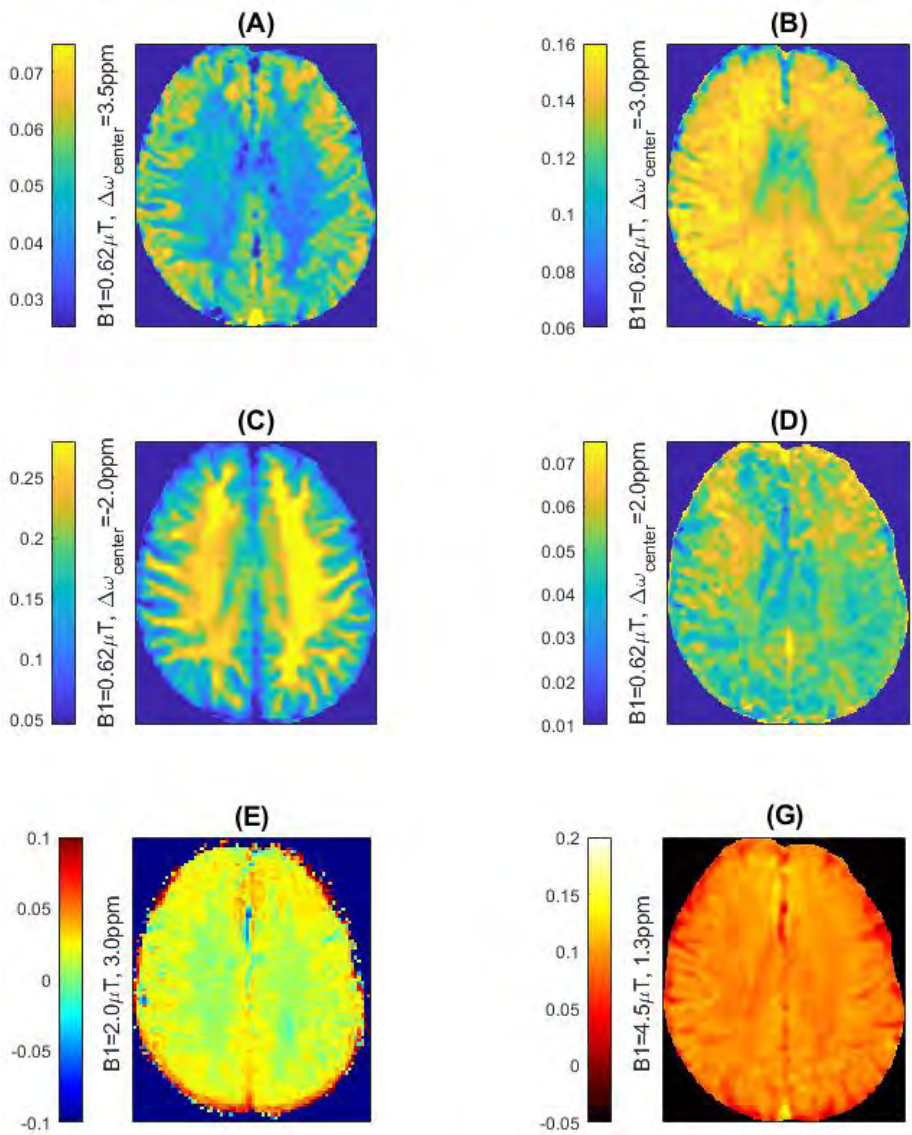 (A)
0.07
0.06
0.05
0.04
0.03
B1=0.62μT, Δω_center=3.5ppm
(B)
0.16
0.14
0.12
0.1
0.08
0.06
B1=0.62μT, Δω_center=-3.0ppm
(C)
0.25
0.2
0.15
0.1
0.05
B1=0.62μT, Δω_center=-2.0ppm
(D)
0.07
0.06
0.05
0.04
0.03
0.02
0.01
B1=0.62μT, Δω_center=2.0ppm
(E)
0.1
0.05
0
-0.05
-0.1
B1=2.0μT, 3.0ppm
(G)
0.2
0.15
0.1
0.05
0
-0.05
B1=4.5μT, 1.3ppm